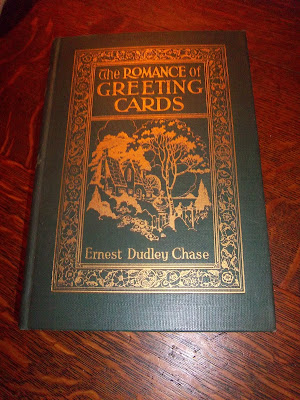 The ROMANCE of
GREETING
CARDS
Ernest Dudley Chase